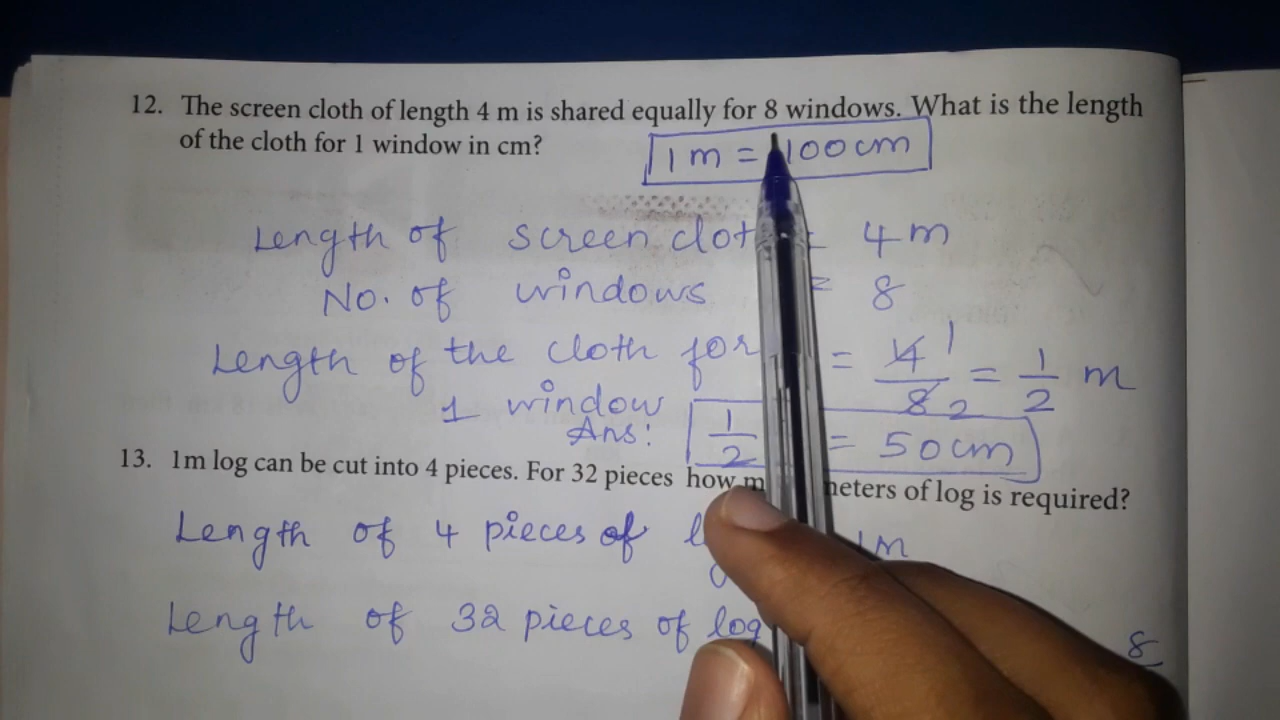 12. The screen cloth of length 4 m is shared equally for 8 windows. What is the length
of the cloth for 1 window in cm?
1 m = 100 cm
Length of screen clot = 4 m
No. of windows = 8
Length of the cloth for = 4/8 1 2 = 1/2 m
1 window
Ans: 1/2 = 50 cm
13. 1m log can be cut into 4 pieces. For 32 pieces how m meters of log is required?
Length of 4 pieces of 1m
Length of 32 pieces of log
8